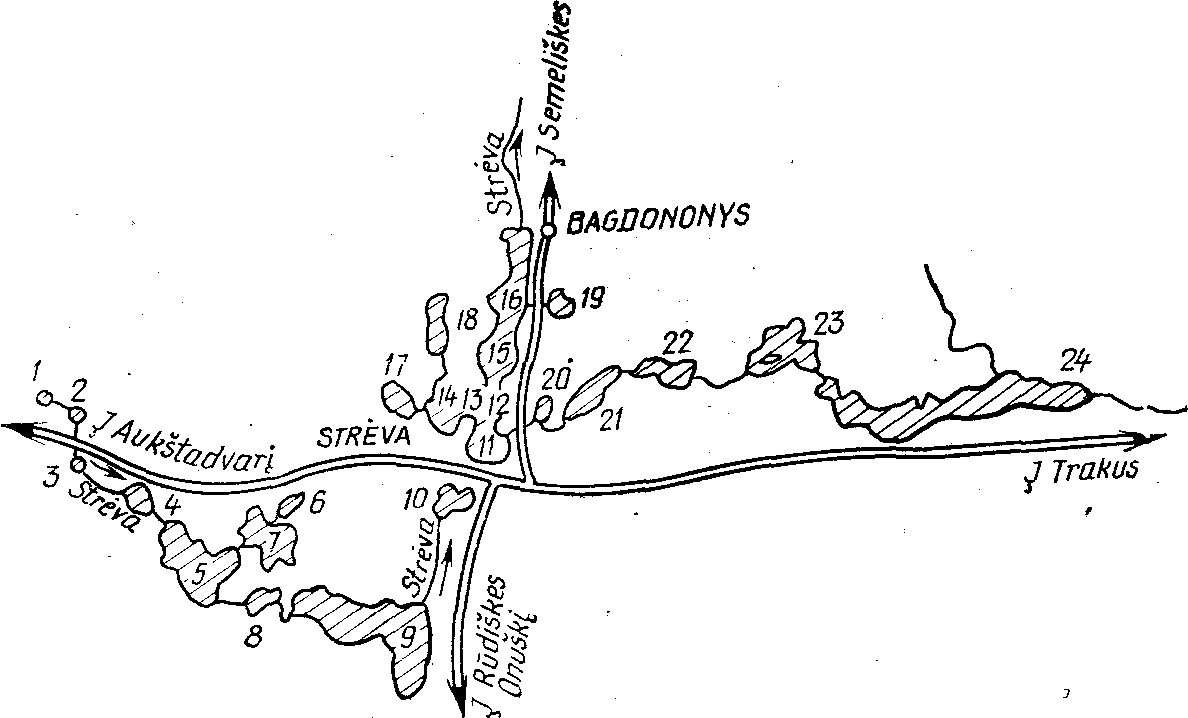 Į Semeliškes
Strėva
BAGDONONYS
16
19
18
15
22
23
24
17
1
2
14
13
12
20
21
11
Į Aukštadvarį
STRĖVA
3
Strėva
4
6
10
Į Trakus
7
5
Strėva
8
9
Į Rūdiškes
Onuškį